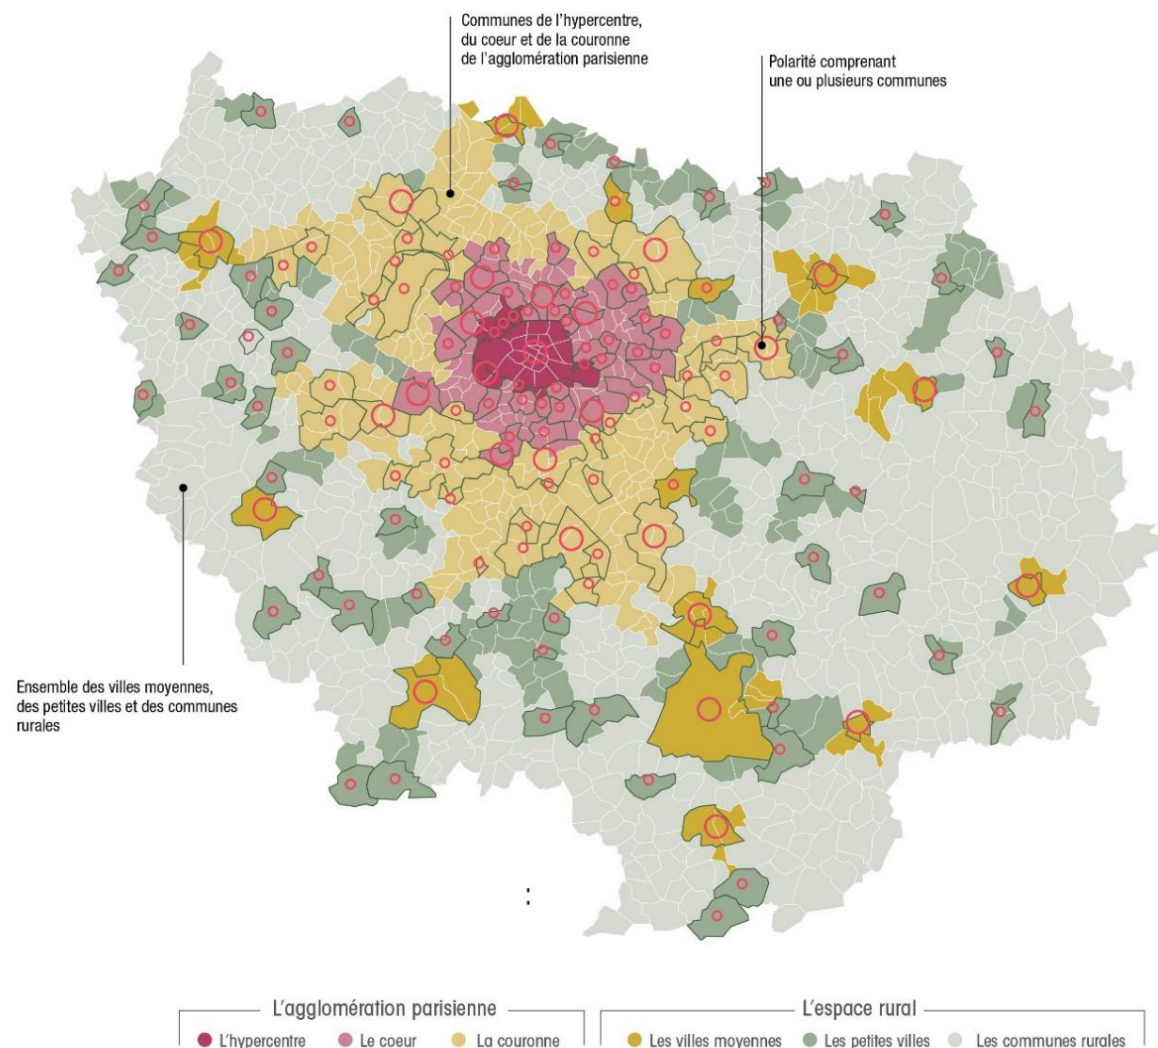 Communes de l'hypercentre,
du coeur et de la couronne
de l'agglomération parisienne
Polarité comprenant
une ou plusieurs communes
Ensemble des villes moyennes,
des petites villes et des communes
rurales
:
L'agglomération parisienne
L'espace rural
L'hypercentre
Le coeur
La couronne
Les villes moyennes
Les petites villes
Les communes rurales